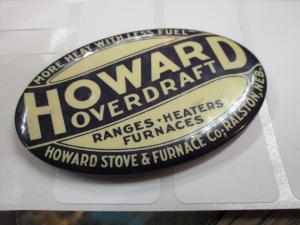 MORE HEAT WITH LESS FUEL
HOWARD
OVERDRAFT
RANGES-HEATERS
FURNACES
HOWARD STOVE & FURNACE CO. RALSTON, NEB.